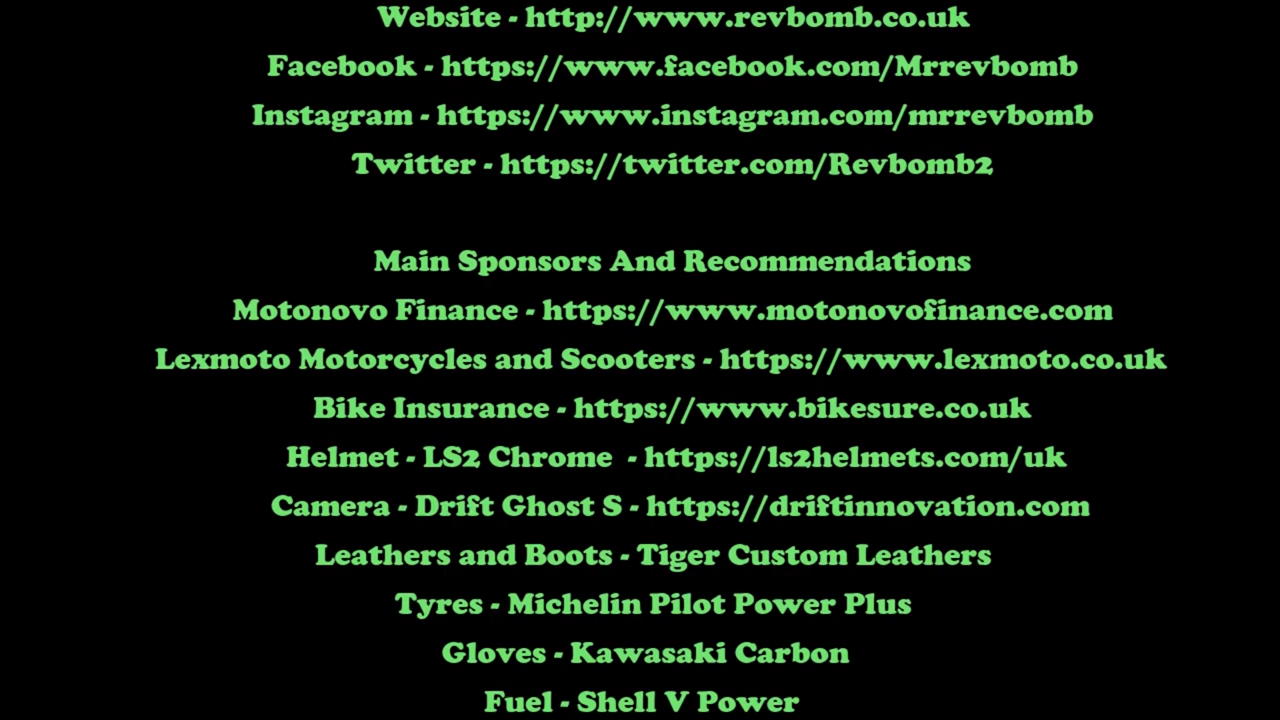 Website - http://www.revbomb.co.uk
Facebook - https://www.facebook.com/Mrrevbomb
Instagram - https://www.instagram.com/mrrevbomb
Twitter - https://twitter.com/Revbomb2
Main Sponsors And Recommendations
Motonovo Finance - https://www.motonovofinance.com
Lexmoto Motorcycles and Scooters - https://www.lexmoto.co.uk
Bike Insurance - https://www.bikesure.co.uk
Helmet - LS2 Chrome - https://ls2helmets.com/uk
Camera - Drift Ghost S - https://driftinnovation.com
Leathers and Boots - Tiger Custom Leathers
Tyres - Michelin Pilot Power Plus
Gloves - Kawasaki Carbon
Fuel - Shell V Power